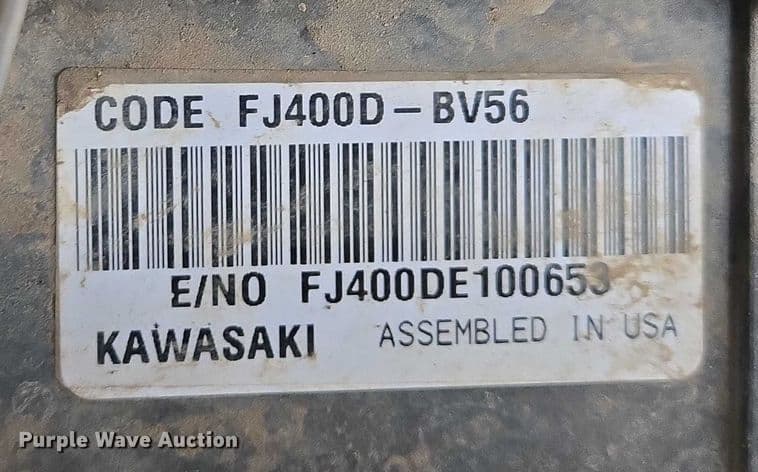 CODE FJ400D-BV56
E/NO FJ400DE100653
KAWASAKI ASSEMBLED IN USA
Purple Wave Auction